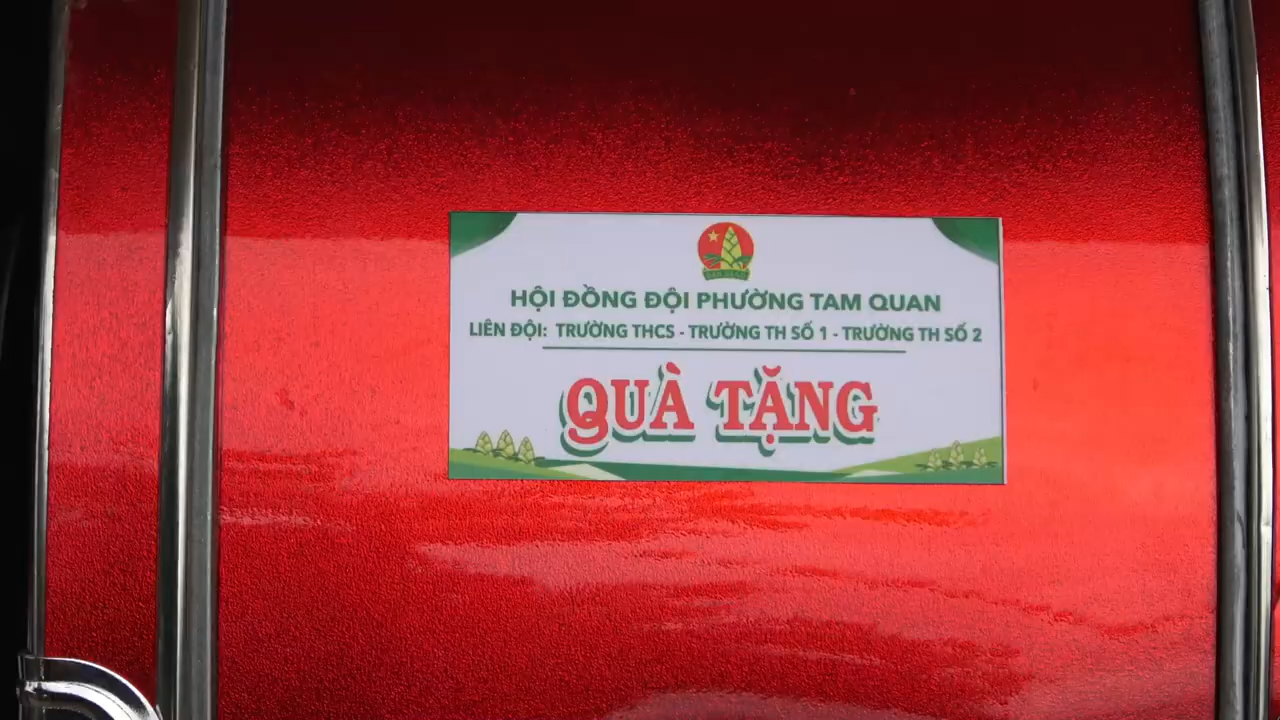 HỘI ĐỒNG ĐỘI PHƯỜNG TAM QUAN
LIÊN ĐỘI: TRƯỜNG THCS - TRƯỜNG TH SỐ 1 - TRƯỜNG TH SỐ 2
QUÀ TẶNG